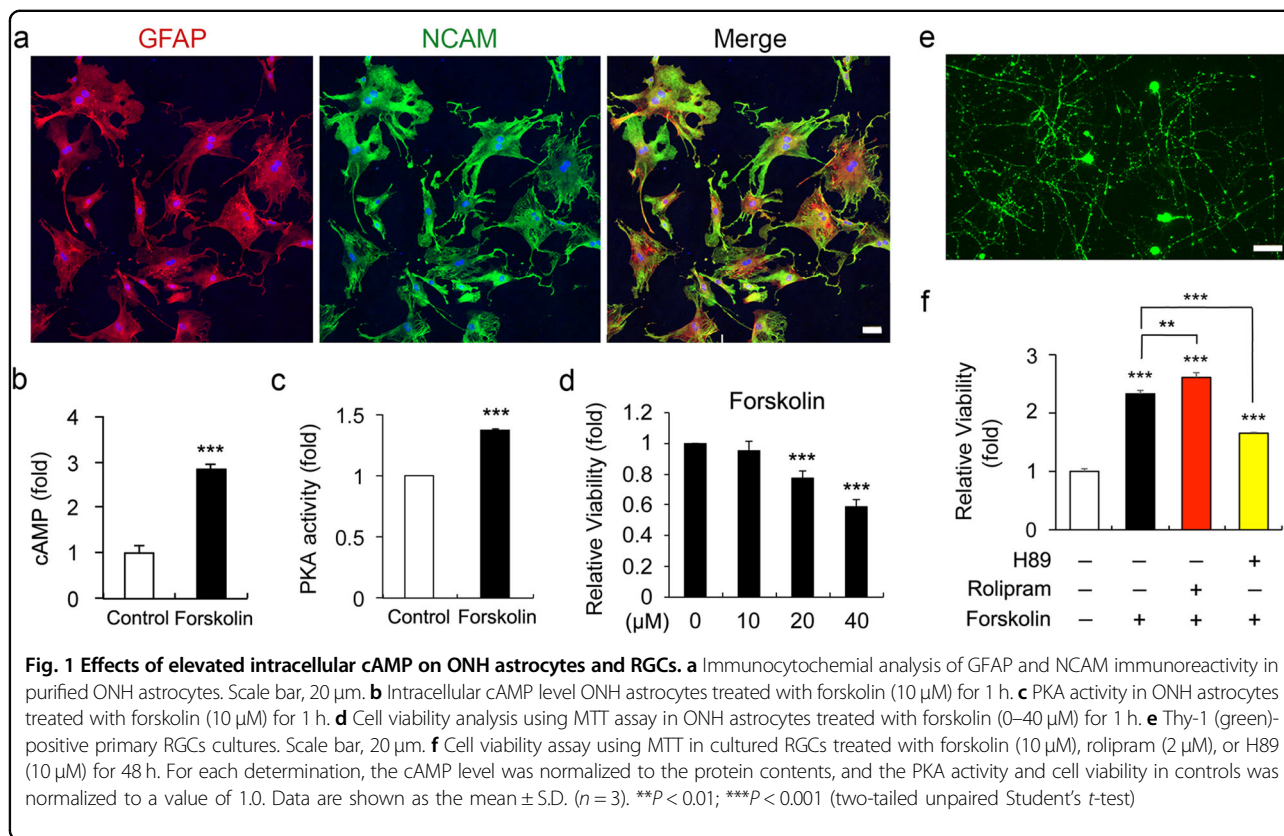 a
GFAP
NCAM
Merge
e
b
cAMP (fold)
4
3
2
1
0
***
Control Forskolin
c
PKA activity (fold)
1.5
1
0.5
0
***
Control Forskolin
d
Forskolin
Relative Viability (fold)
1.2
1
0.8
0.6
0.4
0.2
0
***
***
(µM) 0 10 20 40
f
Relative Viability
(fold)
3
2
1
0
***
**
***
***
***
H89 – – – +
Rolipram – – + –
Forskolin – + + +
Fig. 1 Effects of elevated intracellular cAMP on ONH astrocytes and RGCs. a Immunocytochemial analysis of GFAP and NCAM immunoreactivity in
purified ONH astrocytes. Scale bar, 20 µm. b Intracellular cAMP level ONH astrocytes treated with forskolin (10 µM) for 1 h. c PKA activity in ONH astrocytes
treated with forskolin (10 µM) for 1 h. d Cell viability analysis using MTT assay in ONH astrocytes treated with forskolin (0–40 µM) for 1 h. e Thy-1 (green)-
positive primary RGCs cultures. Scale bar, 20 µm. f Cell viability assay using MTT in cultured RGCs treated with forskolin (10 µM), rolipram (2 µM), or H89
(10 µM) for 48 h. For each determination, the cAMP level was normalized to the protein contents, and the PKA activity and cell viability in controls was
normalized to a value of 1.0. Data are shown as the mean ± S.D. (n = 3). **P < 0.01; ***P < 0.001 (two-tailed unpaired Student's t-test)